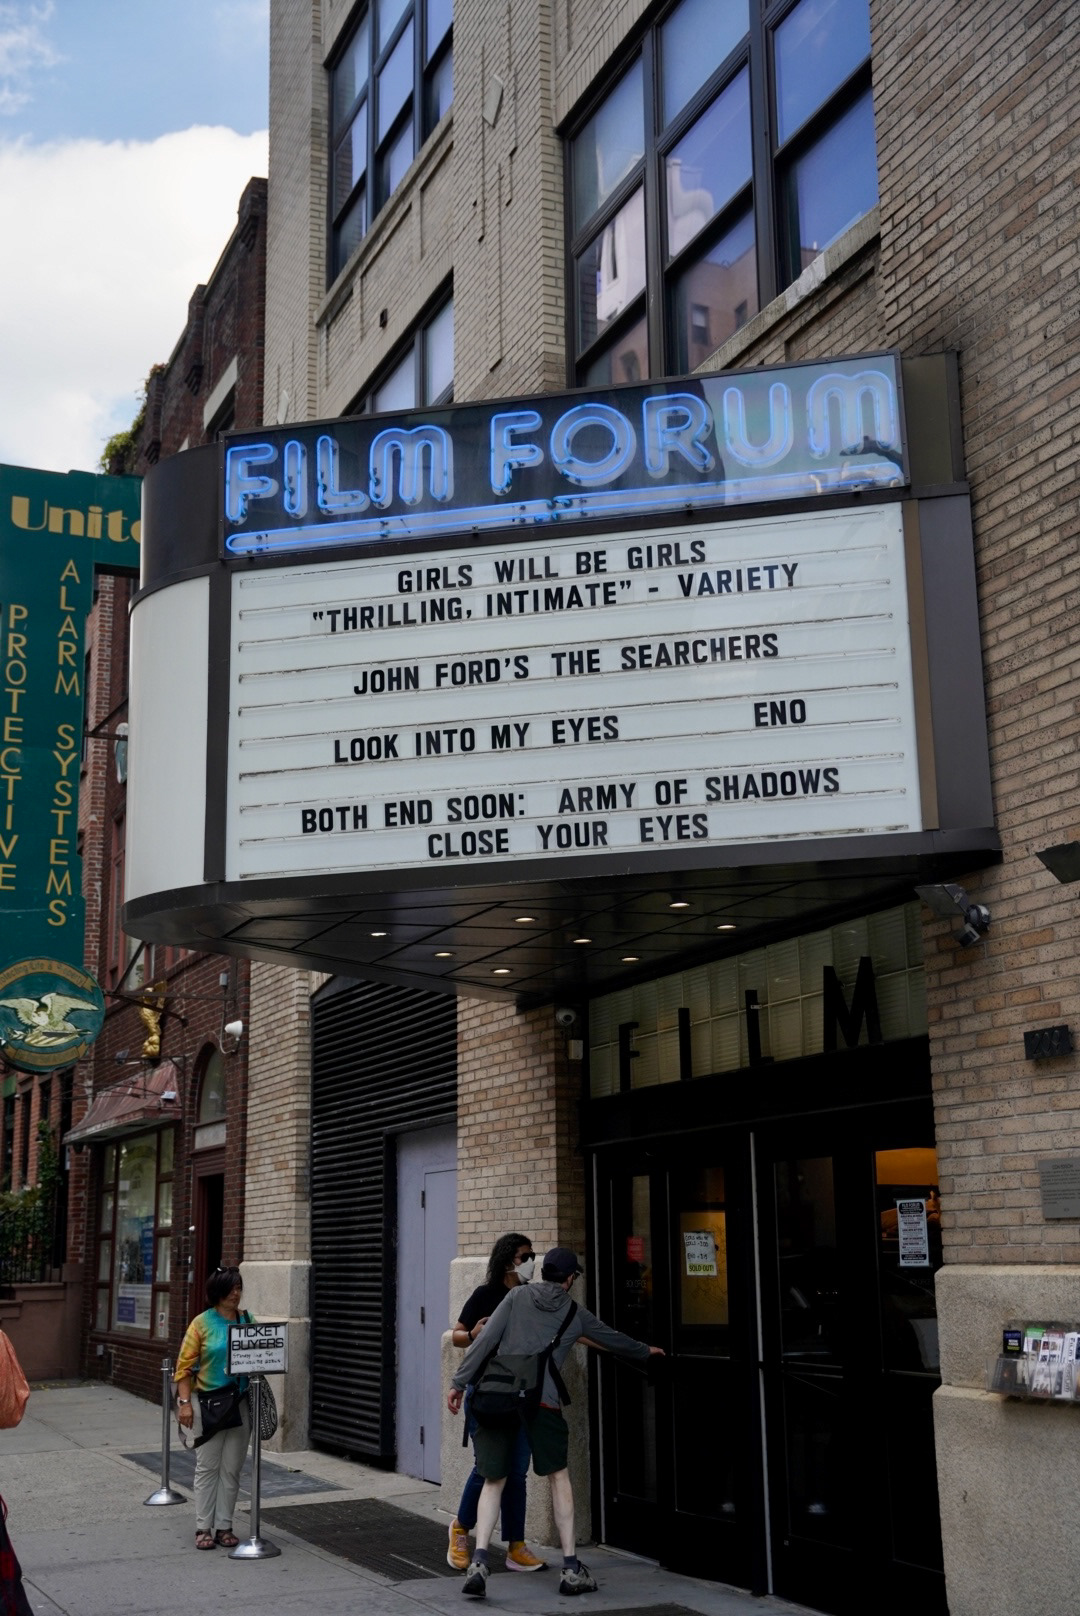 FILM FORUM
GIRLS WILL BE GIRLS
"THRILLING, INTIMATE" - VARIETY
JOHN FORD'S THE SEARCHERS
LOOK INTO MY EYES ENO
BOTH END SOON: ARMY OF SHADOWS
CLOSE YOUR EYES
Unite
PROTECTIVE
ALARM SYSTEMS
FILM
TICKET
BUYERS
SOLD OUT!